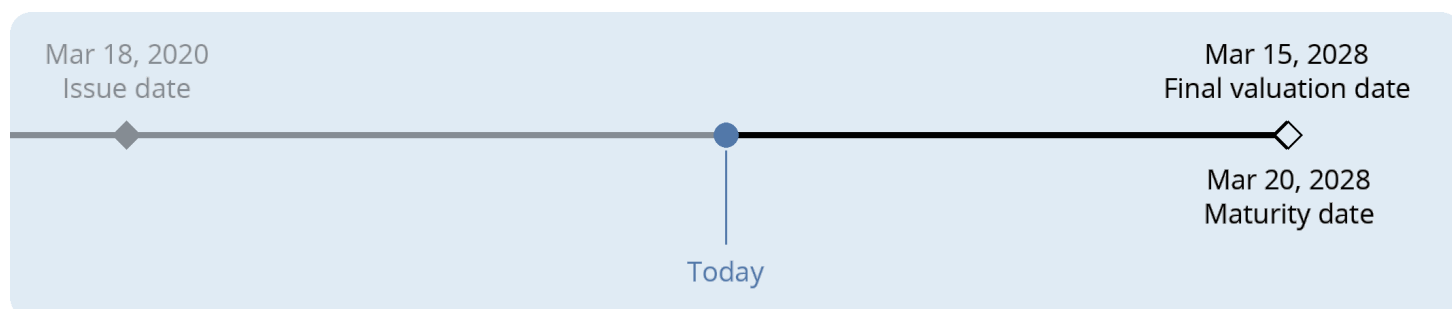 Mar 18, 2020
Issue date
Mar 15, 2028
Final valuation date
Mar 20, 2028
Maturity date
Today